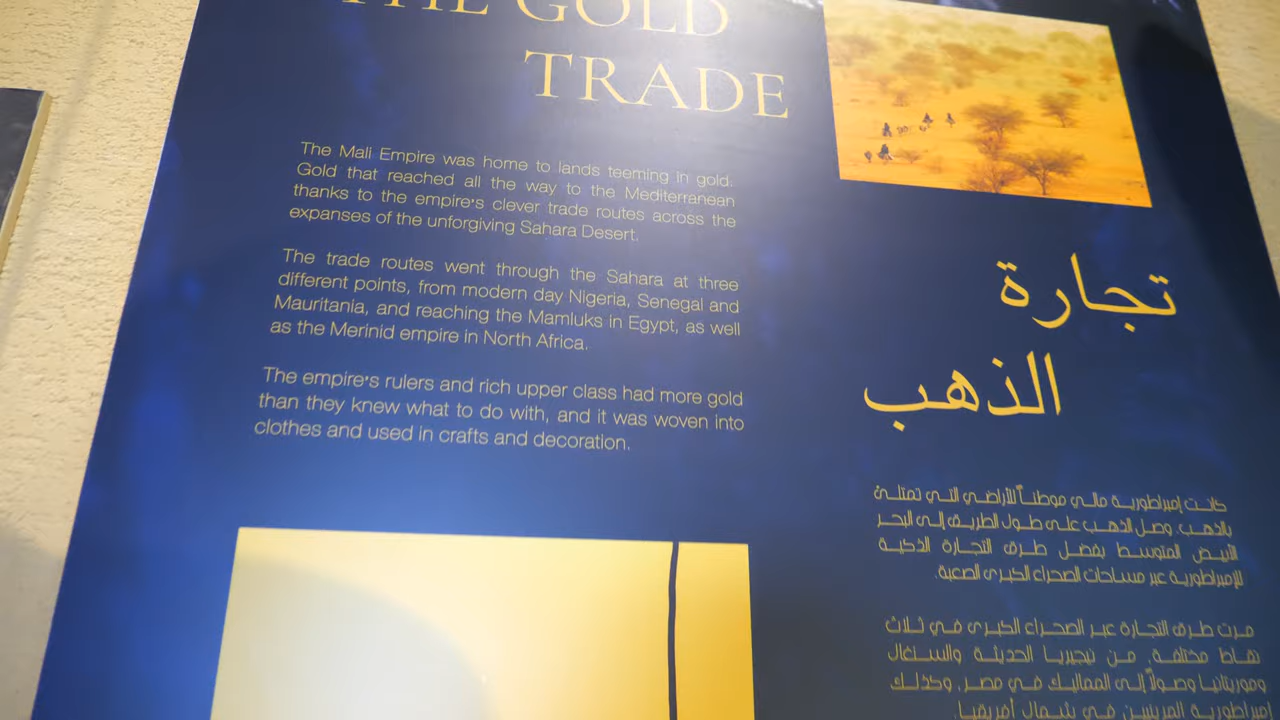 THE GOLD
TRADE
The Mali Empire was home to lands teeming in gold.
Gold that reached all the way to the Mediterranean
thanks to the empire's clever trade routes across the
expanses of the unforgiving Sahara Desert.
The trade routes went through the Sahara at three
different points, from modern day Nigeria, Senegal and
Mauritania, and reaching the Mamluks in Egypt, as well
as the Merinid empire in North Africa.
The empire's rulers and rich upper class had more gold
than they knew what to do with, and it was woven into
clothes and used in crafts and decoration.
تجارة
الذهب
كانت إمبراطورية مالي موطناً للأراضي التي تمتلئ
بالذهب. وصل الذهب على طول الطريق إلى البحر
الأبيض المتوسط بفضل طرق التجارة الذكية
للإمبراطورية عبر مساحات الصحراء الكبرى الصعبة.
مرت طرق التجارة عبر الصحراء الكبرى في ثلاث
نقاط مختلفة، من نيجيريا الحديثة والسنغال
وموريتانيا وصولاً إلى المماليك في مصر، وكذلك
إمبراطورية المرينيين في شمال أفريقيا.